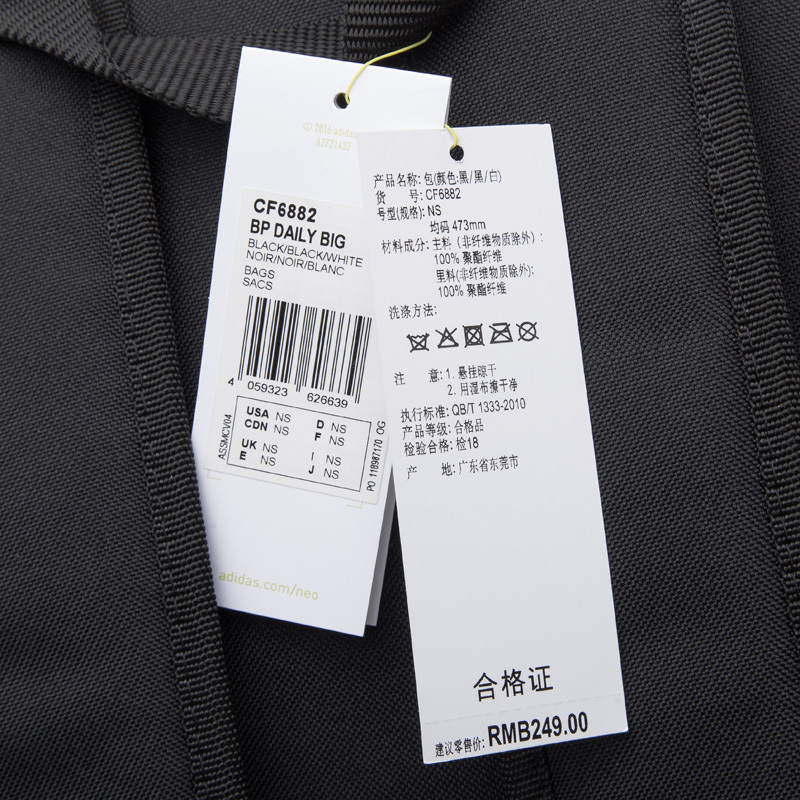 © 2016 adidas
62721432
CF6882
BP DAILY BIG
BLACK/BLACK/WHITE
NOIR/NOIR/BLANC
BAGS
SACS
4 059323 626639
ASSMCV04
USA NS D NS
CDN NS F NS
UK NS I NS
E NS J NS
PO 118987170 OG
adidas.com/neo
产品名称: 包(颜色:黑/黑/白)
货 号: CF6882
号型(规格): NS
均码 473mm
材料成分: 主料 (非纤维物质除外):
100% 聚酯纤维
里料(非纤维物质除外):
100% 聚酯纤维
洗涤方法:
注 意: 1. 悬挂晾干
2. 用湿布擦干净
执行标准: QB/T 1333-2010
产品等级: 合格品
检验合格: 检18
产 地: 广东省东莞市
合格证
建议零售价: RMB249.00